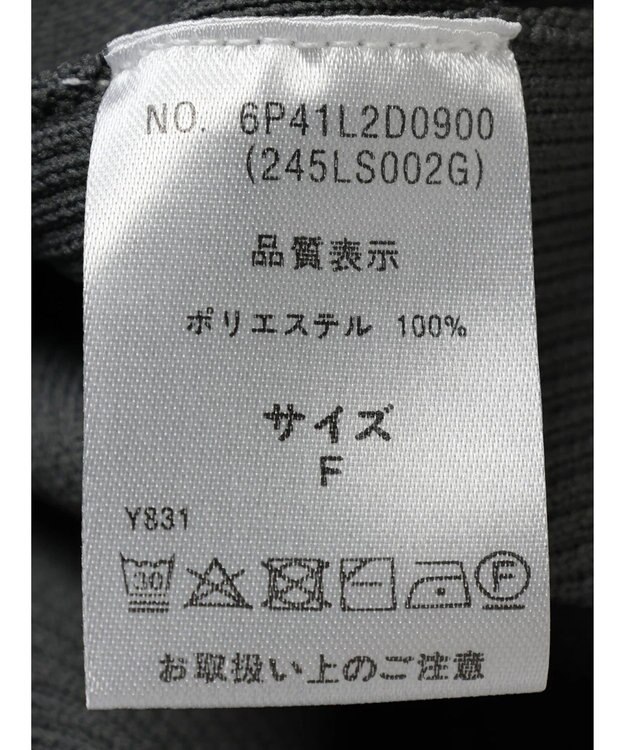 NO. 6P41L2D0900
(245LS002G)
品質表示
ポリエステル 100%
サイズ
F
Y831
30 F
お取扱い上のご注意